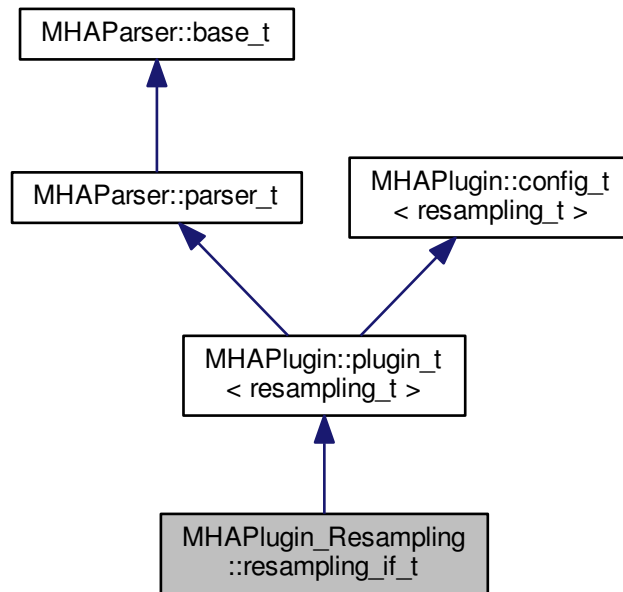 MHAParser::base_t
MHAParser::parser_t
MHAPlugin::config_t
< resampling_t >
MHAPlugin::plugin_t
< resampling_t >
MHAPlugin_Resampling
::resampling_if_t